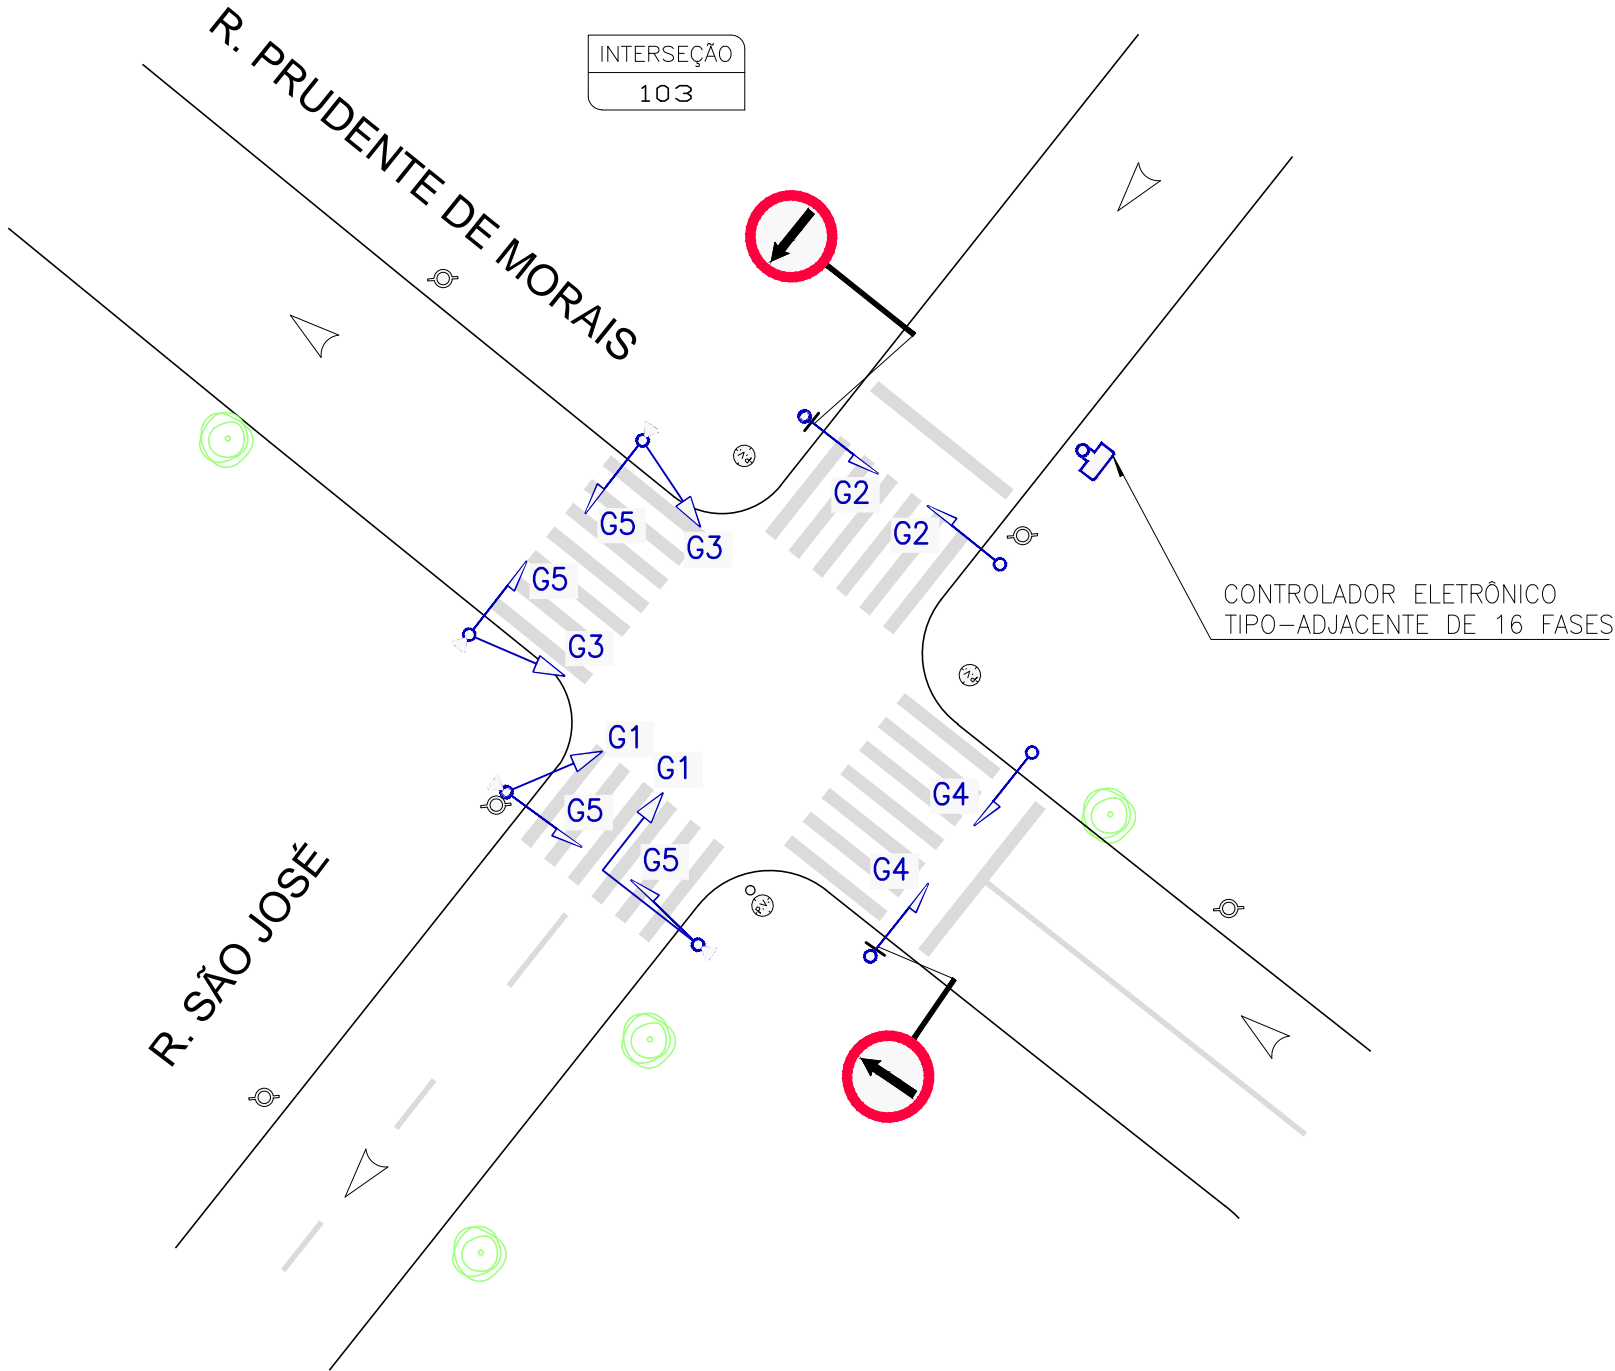 R. PRUDENTE DE MORAIS
INTERSEÇÃO
103
P.V.
G2
G2
G5
G3
G5
G3
CONTROLADOR ELETRÔNICO
TIPO-ADJACENTE DE 16 FASES
P.V.
G1
G1
G5
G5
G4
G4
P.V.
R. SÃO JOSÉ